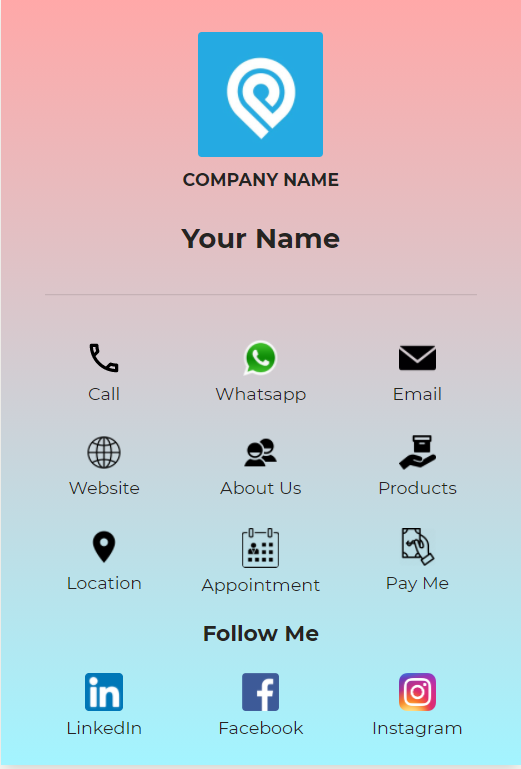 COMPANY NAME
Your Name
Call Whatsapp Email
Website About Us Products
Location Appointment Pay Me
Follow Me
in f
LinkedIn Facebook Instagram